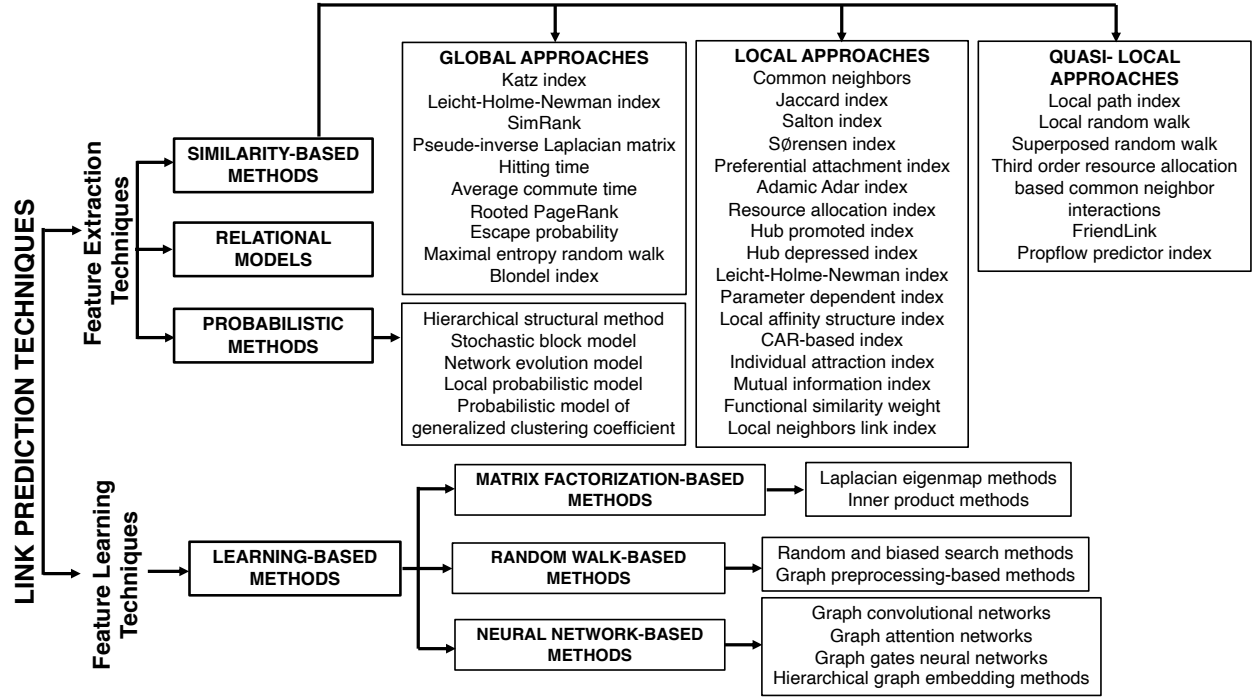 LINK PREDICTION TECHNIQUES
Feature Extraction
Techniques
SIMILARITY-BASED
METHODS
RELATIONAL
MODELS
PROBABILISTIC
METHODS
GLOBAL APPROACHES
Katz index
Leicht-Holme-Newman index
SimRank
Pseude-inverse Laplacian matrix
Hitting time
Average commute time
Rooted PageRank
Escape probability
Maximal entropy random walk
Blondel index
Hierarchical structural method
Stochastic block model
Network evolution model
Local probabilistic model
Probabilistic model of
generalized clustering coefficient
LOCAL APPROACHES
Common neighbors
Jaccard index
Salton index
SØrensen index
Preferential attachment index
Adamic Adar index
Resource allocation index
Hub promoted index
Hub depressed index
Leicht-Holme-Newman index
Parameter dependent index
Local affinity structure index
CAR-based index
Individual attraction index
Mutual information index
Functional similarity weight
Local neighbors link index
QUASI- LOCAL
APPROACHES
Local path index
Local random walk
Superposed random walk
Third order resource allocation
based common neighbor
interactions
FriendLink
Propflow predictor index
Feature Learning
Techniques
LEARNING-BASED
METHODS
MATRIX FACTORIZATION-BASED
METHODS
Laplacian eigenmap methods
Inner product methods
RANDOM WALK-BASED
METHODS
Random and biased search methods
Graph preprocessing-based methods
NEURAL NETWORK-BASED
METHODS
Graph convolutional networks
Graph attention networks
Graph gates neural networks
Hierarchical graph embedding methods